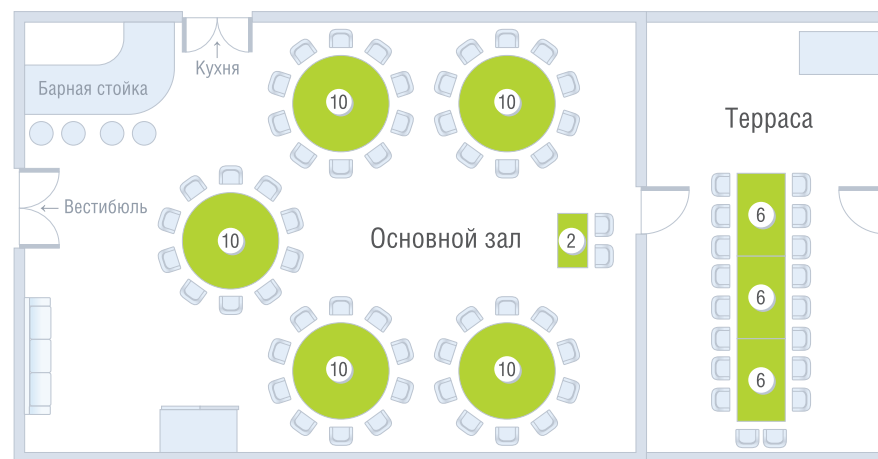 Кухня
Барная стойка
10
10
Терраса
← Вестибюль
10
Основной зал
2
6
6
10
10
6